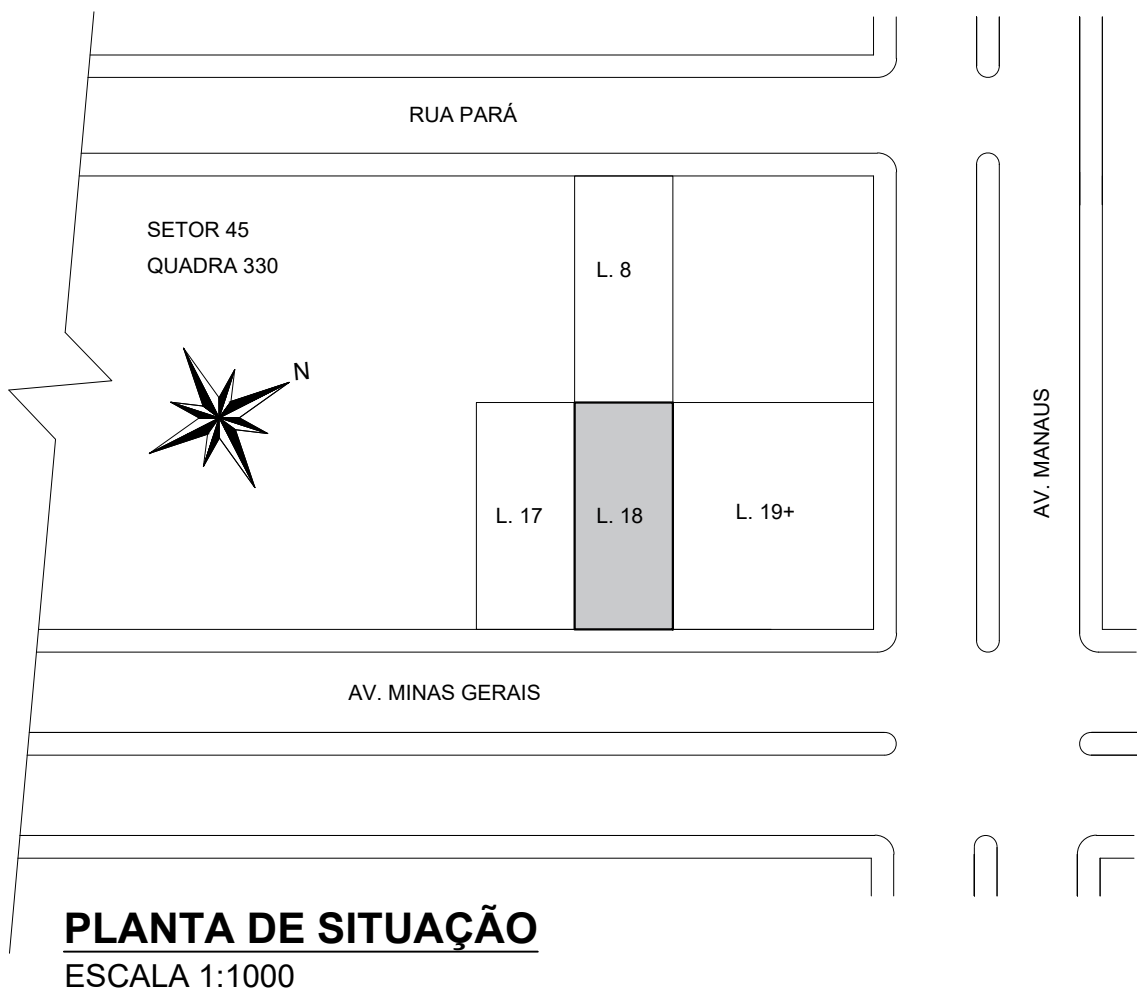 RUA PARÁ
SETOR 45
QUADRA 330
L. 8
N
L. 17
L. 18
L. 19+
AV. MANAUS
AV. MINAS GERAIS
PLANTA DE SITUAÇÃO
ESCALA 1:1000